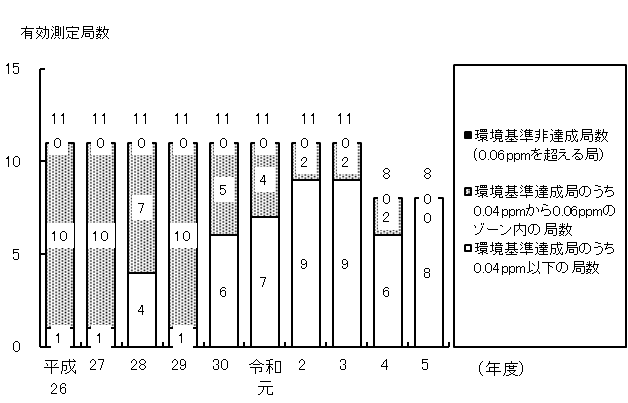 有効測定局数
15
10
5
0
11 11 11 11 11 11 11 11 8 8
0 0 0 0 0 0 0 0 0 0
10 10 7 10 5 4 2 2 2 0
1 1 4 1 6 7 9 9 6 8
平成 27 28 29 30 令和 2 3 4 5
26 元
(年度)
■環境基準非達成局数
(0.06ppmを超える局)
環境基準達成局のうち
0.04ppmから0.06ppmの
ゾーン内の局数
□環境基準達成局のうち
0.04ppm以下の局数